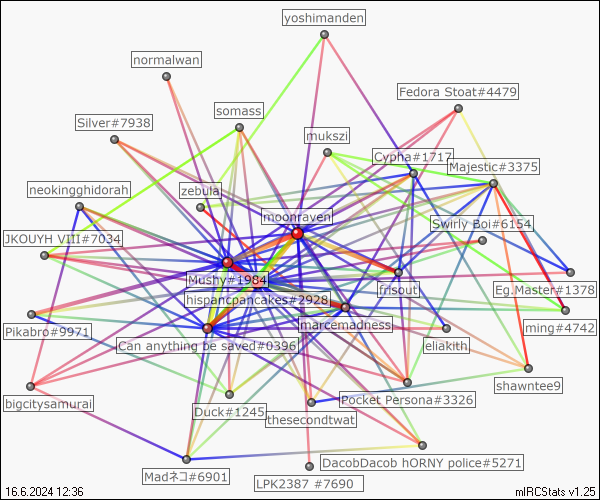 yoshimanden
normalwan
Fedora Stoat#4479
somass
Silver#7938
mukszi
Cypha#1717
Majestic#3375
neokingghidorah
zebula
moonraven
Swirly Boi#6154
JKOUYH VIII#7034
Mushy#1984
frisout
Eg.Master#1378
hispancpancakes#2928
marcemadness
ming#4742
Pikabro#9971
Can anything be saved#0396
eliakith
shawntee9
bigcitysamurai
Duck#1245
Pocket Persona#3326
thesecondtwat
DacobDacob hORNY police#5271
Madネコ#6901
LPK2387 #7690
16.6.2024 12:36
mIRCStats v1.25